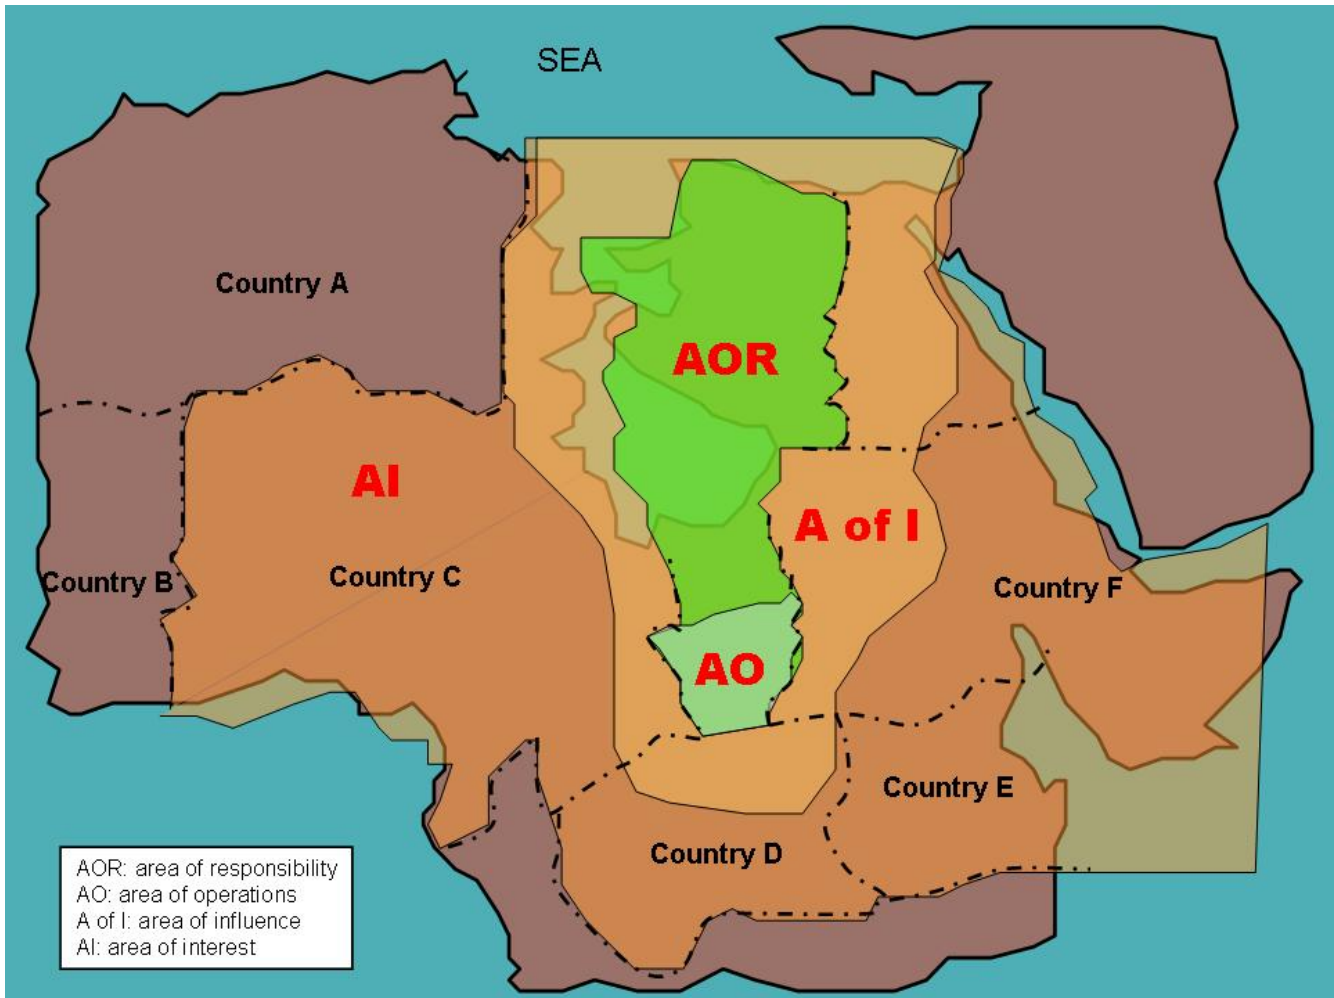 SEA
Country A
AOR
AI
A of I
Country B
Country C
Country F
AO
Country E
Country D
AOR: area of responsibility
AO: area of operations
A of I: area of influence
AI: area of interest